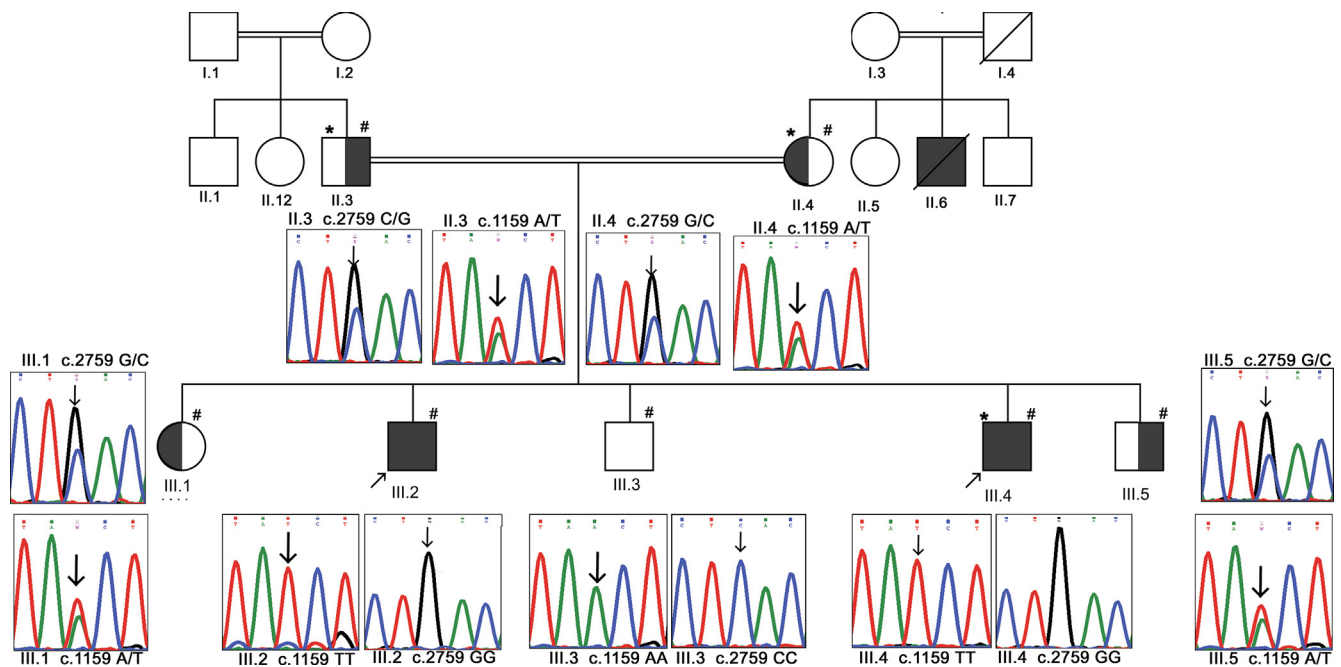 I.1
I.2
I.3
I.4
*
#
*
#
II.1
II.12
II.3
II.4
II.5
II.6
II.7
II.3 c.2759 C/G
II.3 c.1159 A/T
II.4 c.2759 G/C
II.4 c.1159 A/T
C T S A C
T A W C T
C T S A C
T A W C T
III.1 c.2759 G/C
III.5 c.2759 G/C
C T S A C
C T S A C
#
#
#
*
#
#
III.1
III.2
III.3
III.4
III.5
T A W C T
T A T C T
C T G A C
T A A C T
C T C A C
T A T C T
T A W C T
III.1 c.1159 A/T
III.2 c.1159 TT
III.2 c.2759 GG
III.3 c.1159 AA
III.3 c.2759 CC
III.4 c.1159 TT
III.4 c.2759 GG
III.5 c.1159 A/T